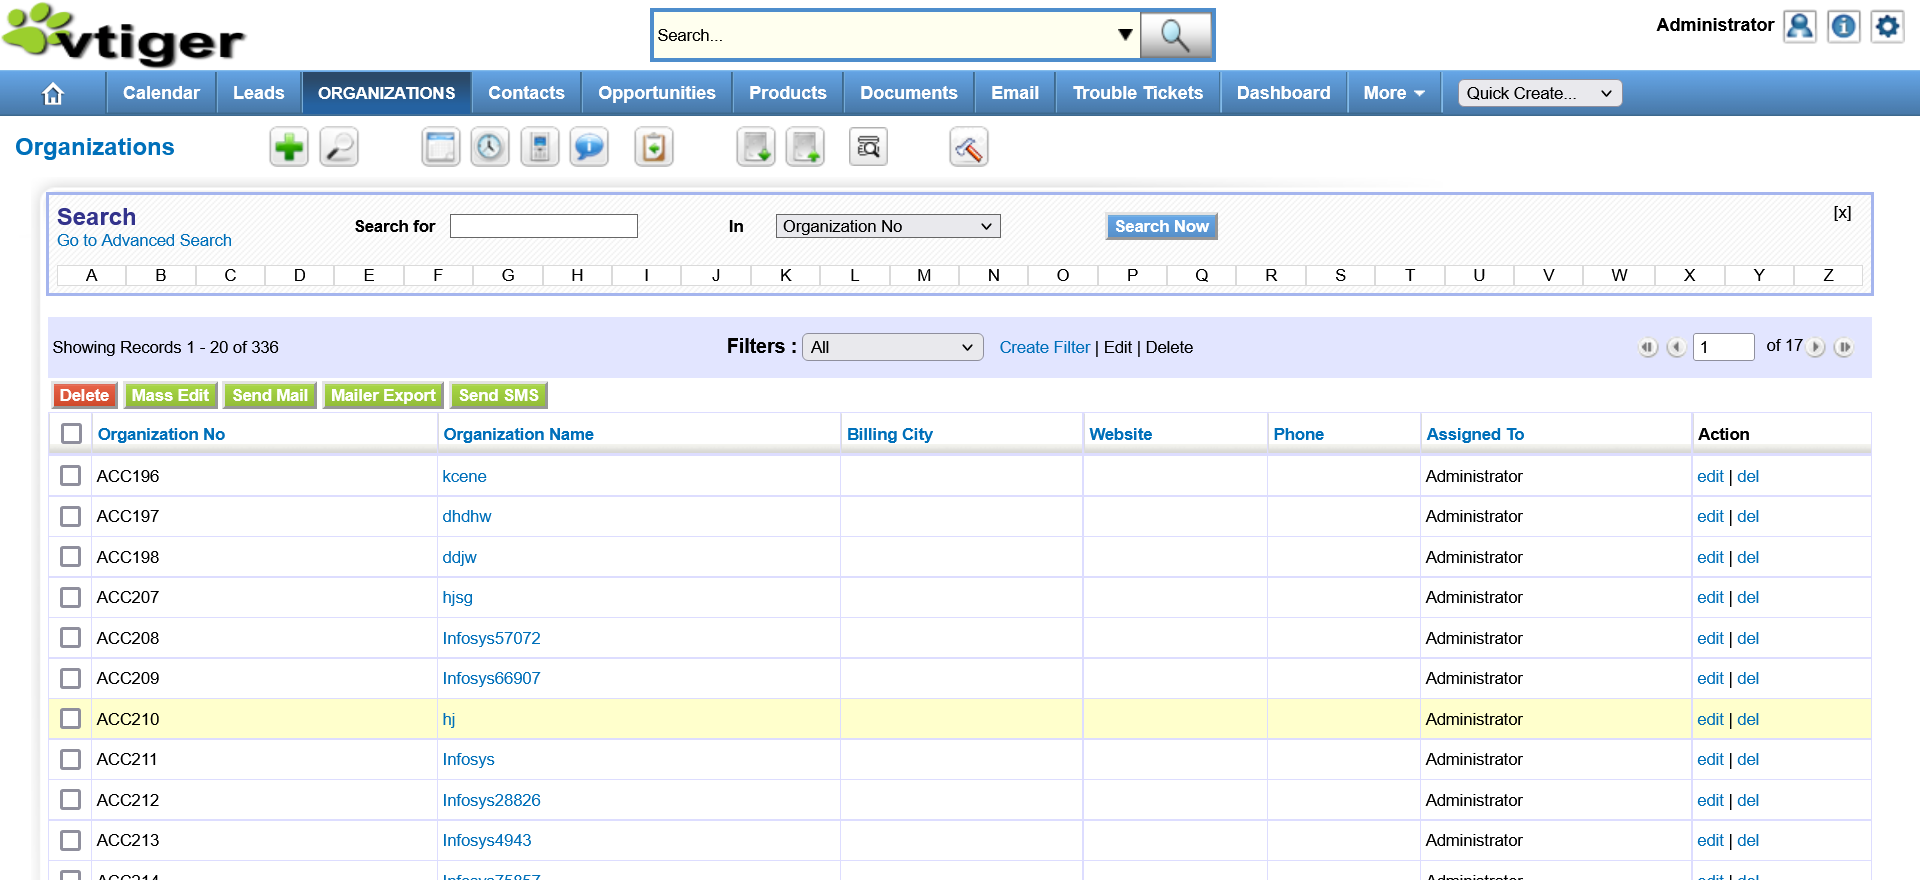 vtiger
Search...
Administrator
Calendar Leads ORGANIZATIONS Contacts Opportunities Products Documents Email Trouble Tickets Dashboard More Quick Create...
Organizations
Search
Go to Advanced Search
Search for In Organization No Search Now [x]
A B C D E F G H I J K L M N O P Q R S T U V W X Y Z
Showing Records 1 - 20 of 336 Filters : All Create Filter | Edit | Delete 1 of 17
Delete Mass Edit Send Mail Mailer Export Send SMS
Organization No Organization Name Billing City Website Phone Assigned To Action
ACC196 kcene Administrator edit | del
ACC197 dhdhw Administrator edit | del
ACC198 ddjw Administrator edit | del
ACC207 hjsg Administrator edit | del
ACC208 Infosys57072 Administrator edit | del
ACC209 Infosys66907 Administrator edit | del
ACC210 hj Administrator edit | del
ACC211 Infosys Administrator edit | del
ACC212 Infosys28826 Administrator edit | del
ACC213 Infosys4943 Administrator edit | del
ACC214 Infosys75857 Administrator edit | del